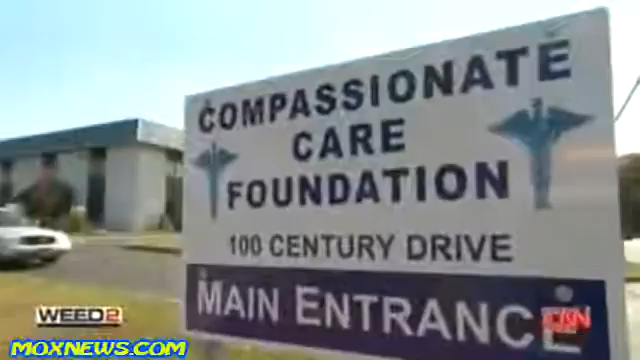 COMPASSIONATE
CARE
FOUNDATION
100 CENTURY DRIVE
MAIN ENTRANCE
WEED2
CNN
MOXNEWS.COM